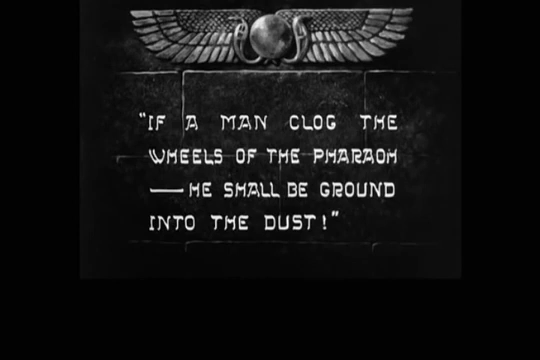 "IF A MAN CLOG THE
WHEELS OF THE PHARAOH
—HE SHALL BE GROUND
INTO THE DUST!"